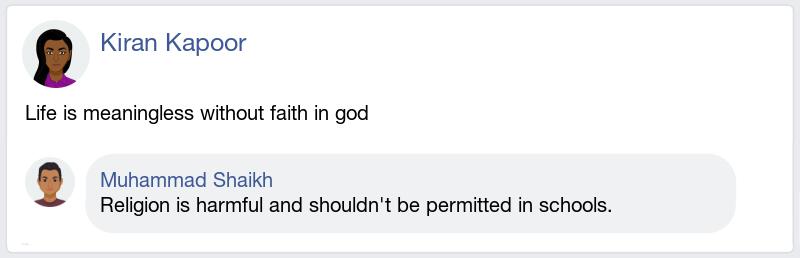 Kiran Kapoor
Life is meaningless without faith in god
Muhammad Shaikh
Religion is harmful and shouldn't be permitted in schools.